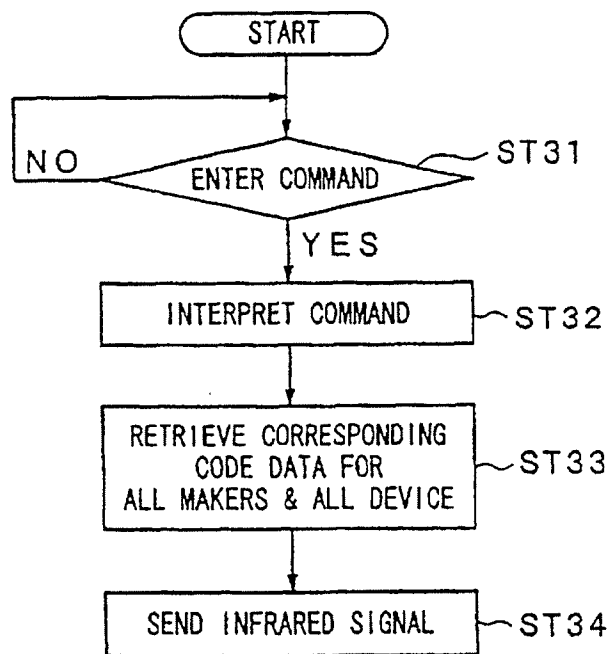 START
NO
ENTER COMMAND
ST31
YES
INTERPRET COMMAND
ST32
RETRIEVE CORRESPONDING
CODE DATA FOR
ALL MAKERS & ALL DEVICE
ST33
SEND INFRARED SIGNAL
ST34